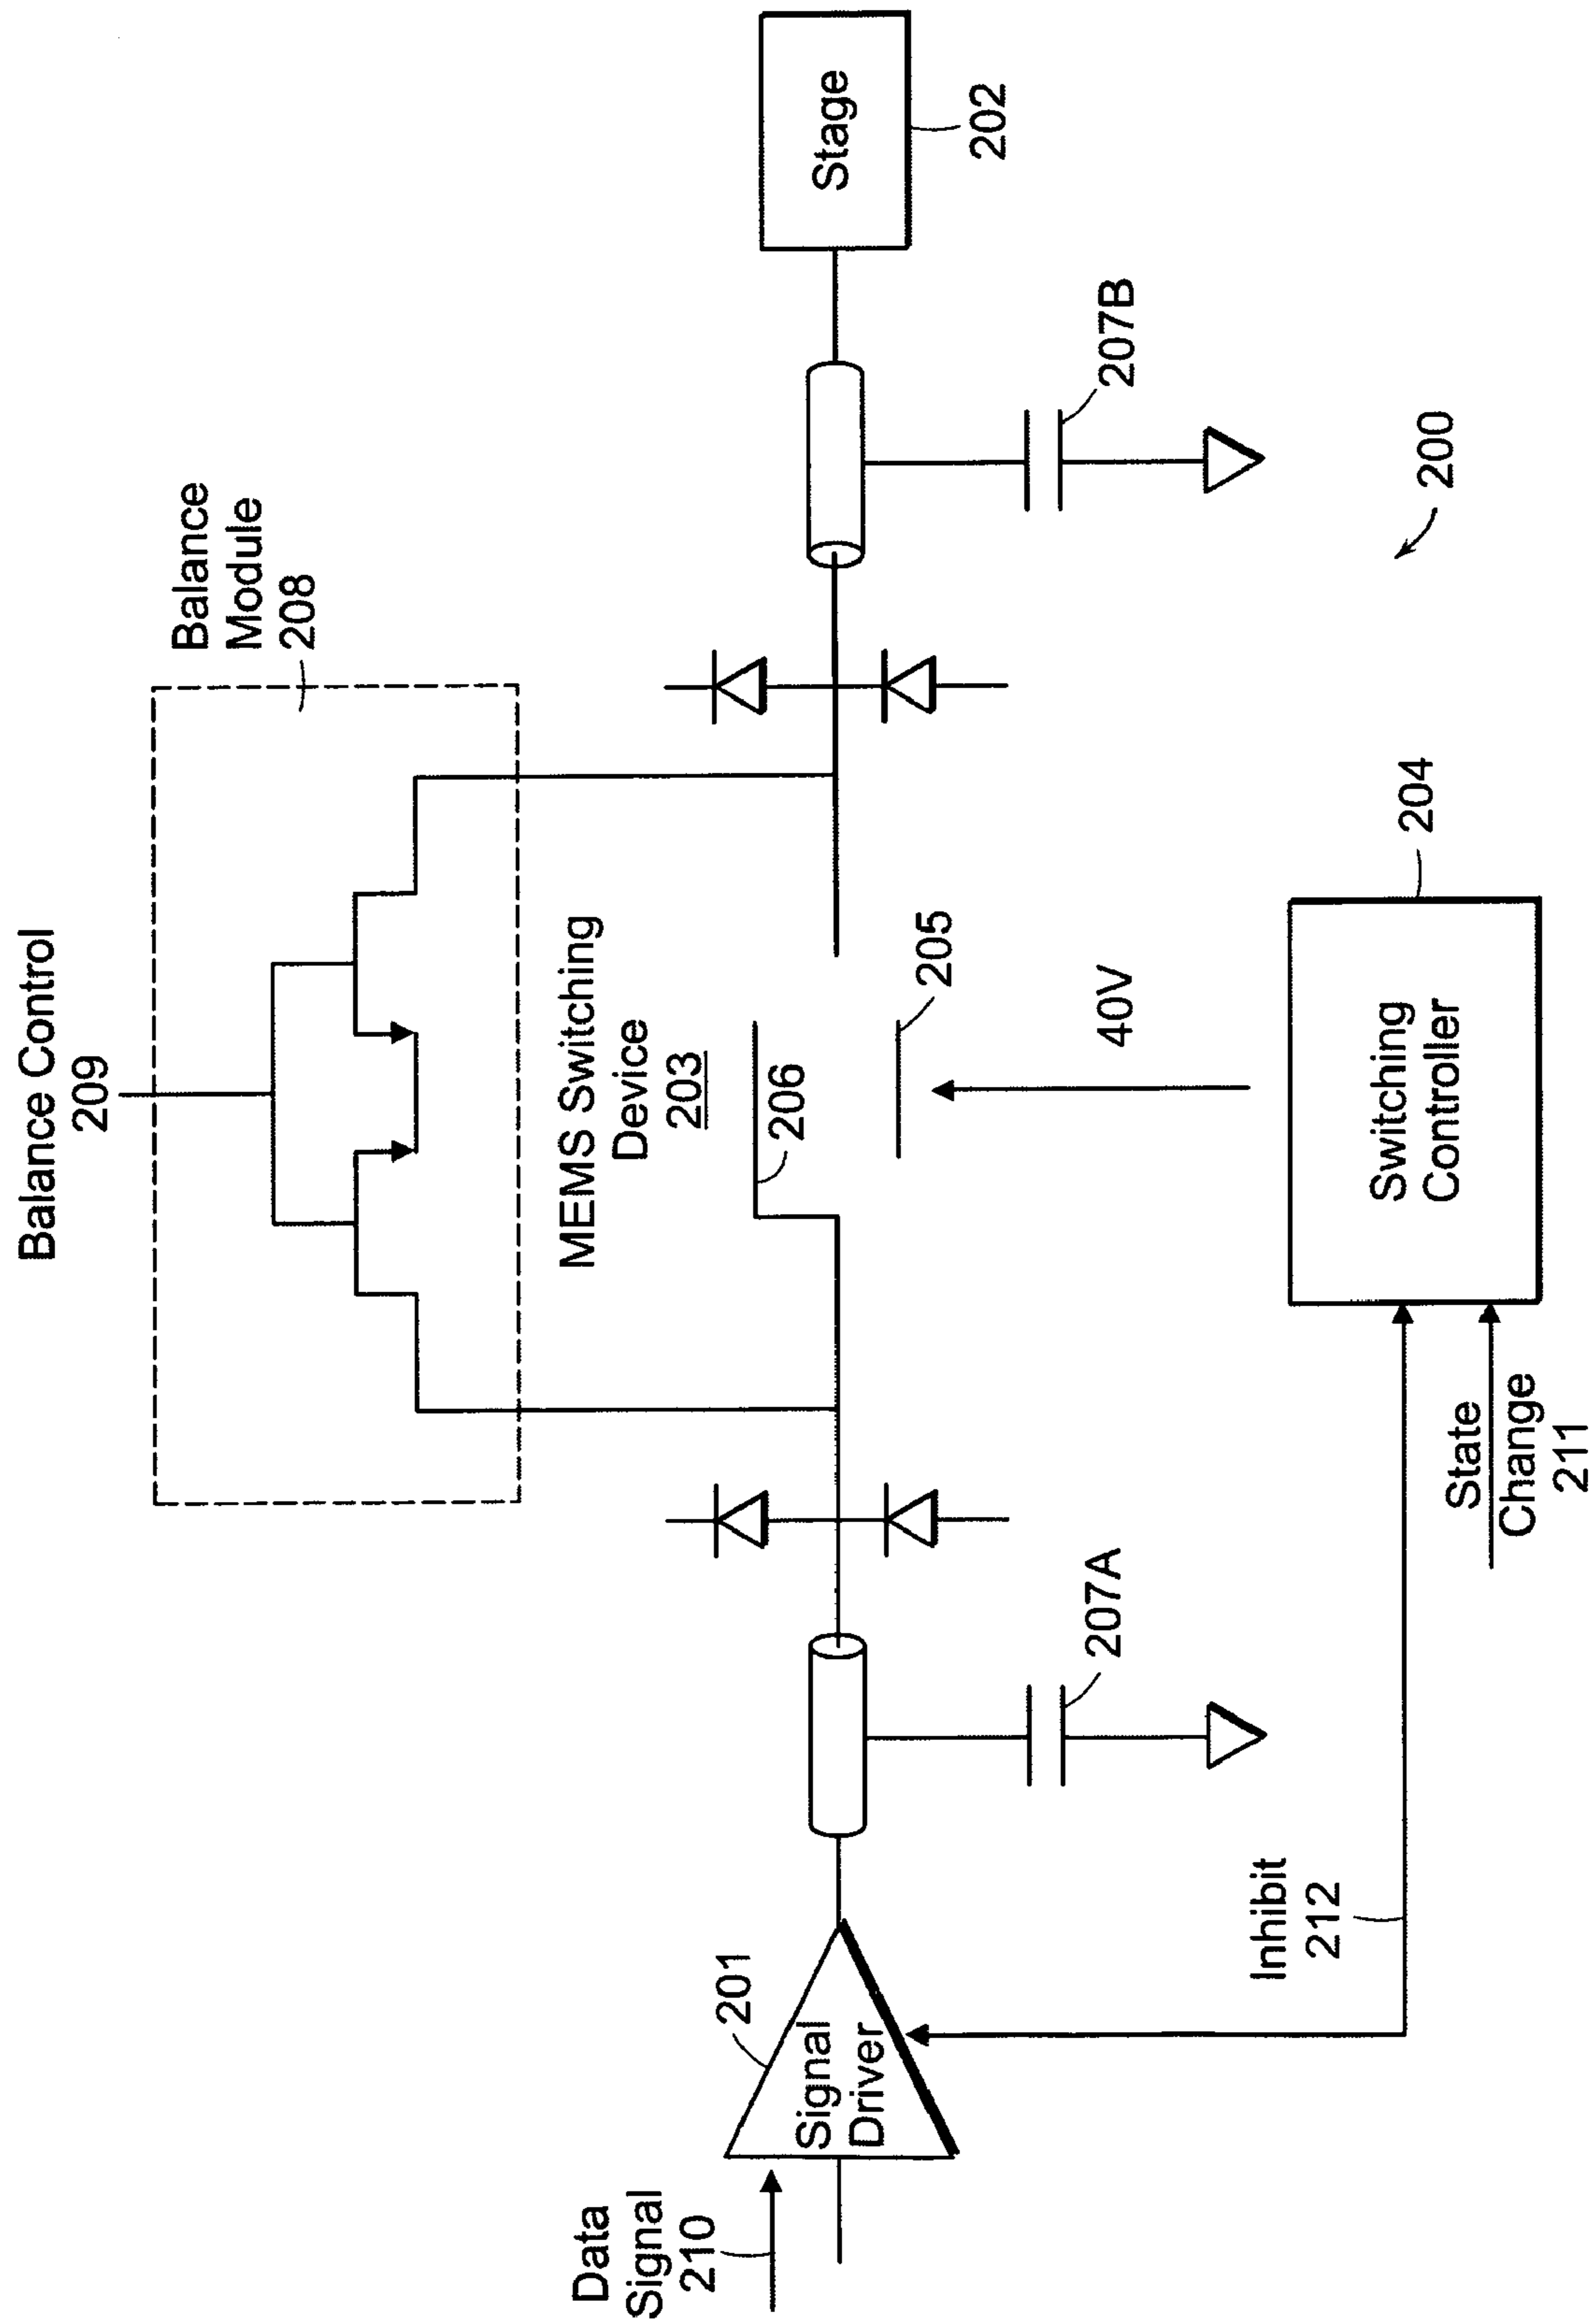 Balance Control
209
Balance
Module
208
MEMS Switching
Device
203
206
205
40V
Data
Signal
210
201
Signal
Driver
207A
207B
Stage
202
Inhibit
212
State
Change
211
Switching
Controller
204
200